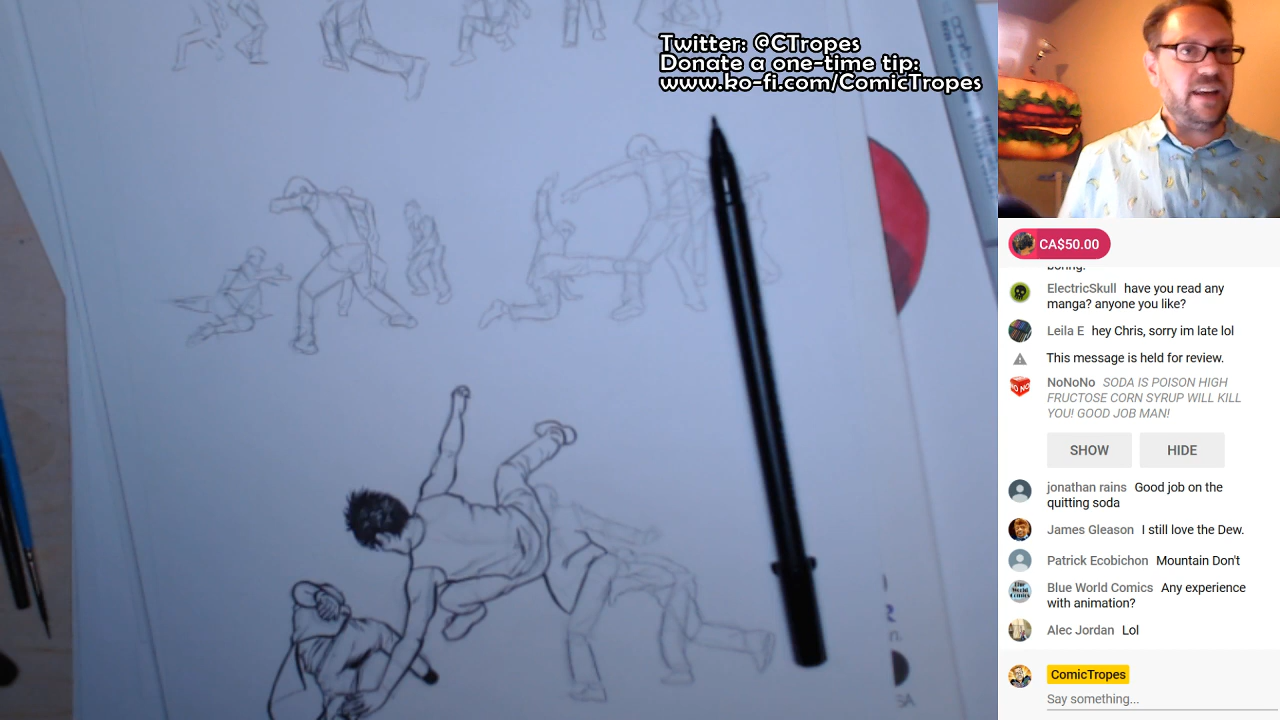 Twitter: @CTropes
Donate a one-time tip:
www.ko-fi.com/ComicTropes
CA$50.00
boring.
ElectricSkull have you read any
manga? anyone you like?
Leila E hey Chris, sorry im late lol
This message is held for review.
NoNoNo SODA IS POISON HIGH
FRUCTOSE CORN SYRUP WILL KILL
YOU! GOOD JOB MAN!
SHOW HIDE
jonathan rains Good job on the
quitting soda
James Gleason I still love the Dew.
Patrick Ecobichon Mountain Don't
Blue World Comics Any experience
with animation?
Alec Jordan Lol
ComicTropes
Say something...